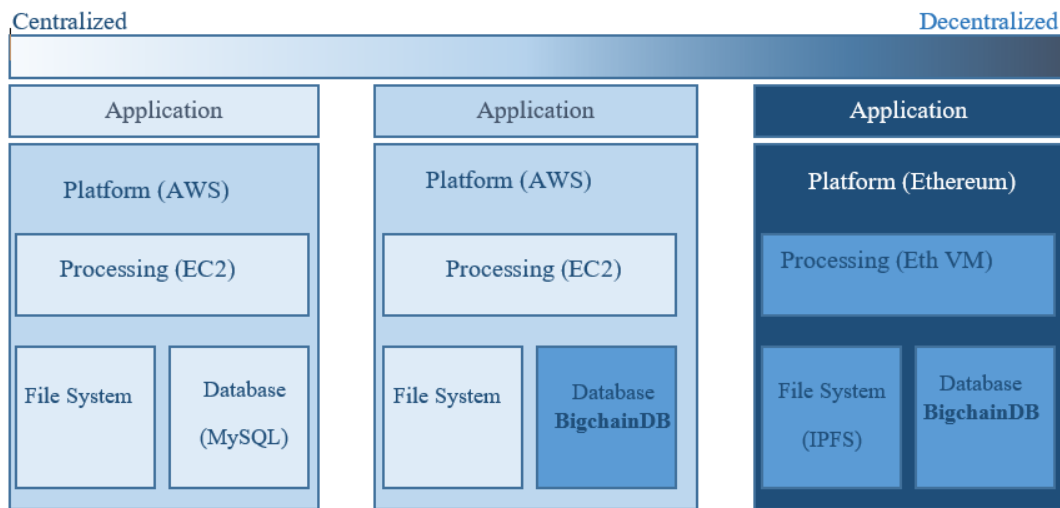 Centralized
Decentralized
Application
Platform (AWS)
Processing (EC2)
File System
Database
(MySQL)
Application
Platform (AWS)
Processing (EC2)
File System
Database
BigchainDB
Application
Platform (Ethereum)
Processing (Eth VM)
File System
(IPFS)
Database
BigchainDB